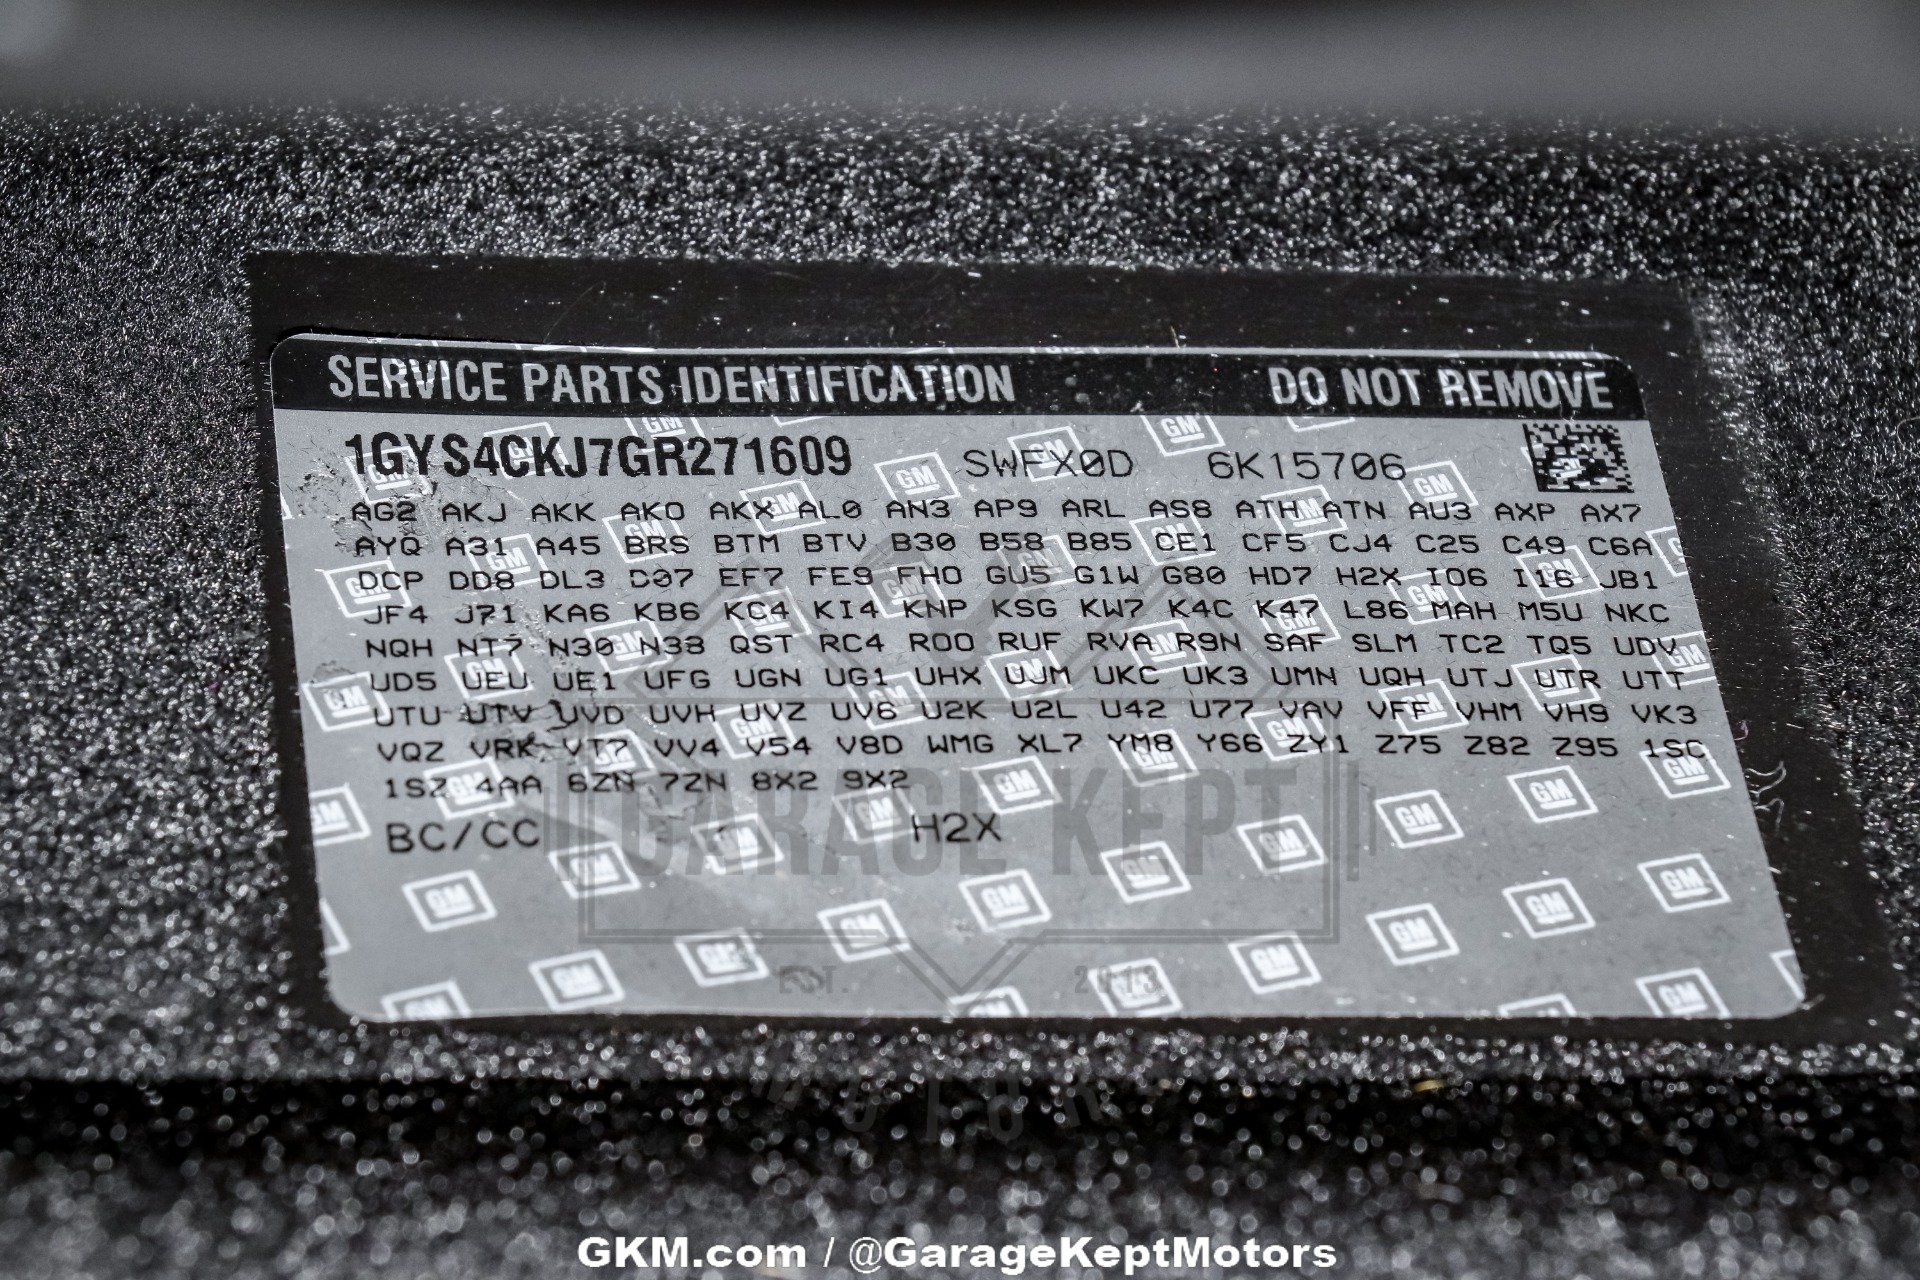 SERVICE PARTS IDENTIFICATION DO NOT REMOVE
1GYS4CKJ7GR271609 SWFX0D 6K15706
AG2 AKJ AKK AKO AKX AL0 AN3 AP9 ARL AS8 ATH ATN AU3 AXP AX7
AYQ A31 A45 BRS BTM BTV B30 B58 B85 CE1 CF5 CJ4 C25 C49 C6A
DCP DD8 DL3 D07 EF7 FE9 FHO GU5 G1W G80 HD7 H2X IO6 I16 JB1
JF4 J71 KA6 KB6 KC4 KI4 KNP KSG KW7 K4C K47 L86 MAH M5U NKC
NQH NT7 N30 N38 QST RC4 ROO RUF RVA R9N SAF SLM TC2 TQ5 UDV
UD5 UEU UE1 UFG UGN UG1 UHX UJM UKC UK3 UMN UQH UTJ UTR UTT
UTU UTV UVD UVH UVZ UV6 U2K U2L U42 U77 VAV VFF VHM VH9 VK3
VQZ VRK VT7 VV4 V54 V8D WMG XL7 YM8 Y66 ZY1 Z75 Z82 Z95 1SC
1SZ 4AA 6ZN 7ZN 8X2 9X2
BC/CC H2X
GARAGE KEPT
EST. 2013
MOTORS
GKM.com / @GarageKeptMotors